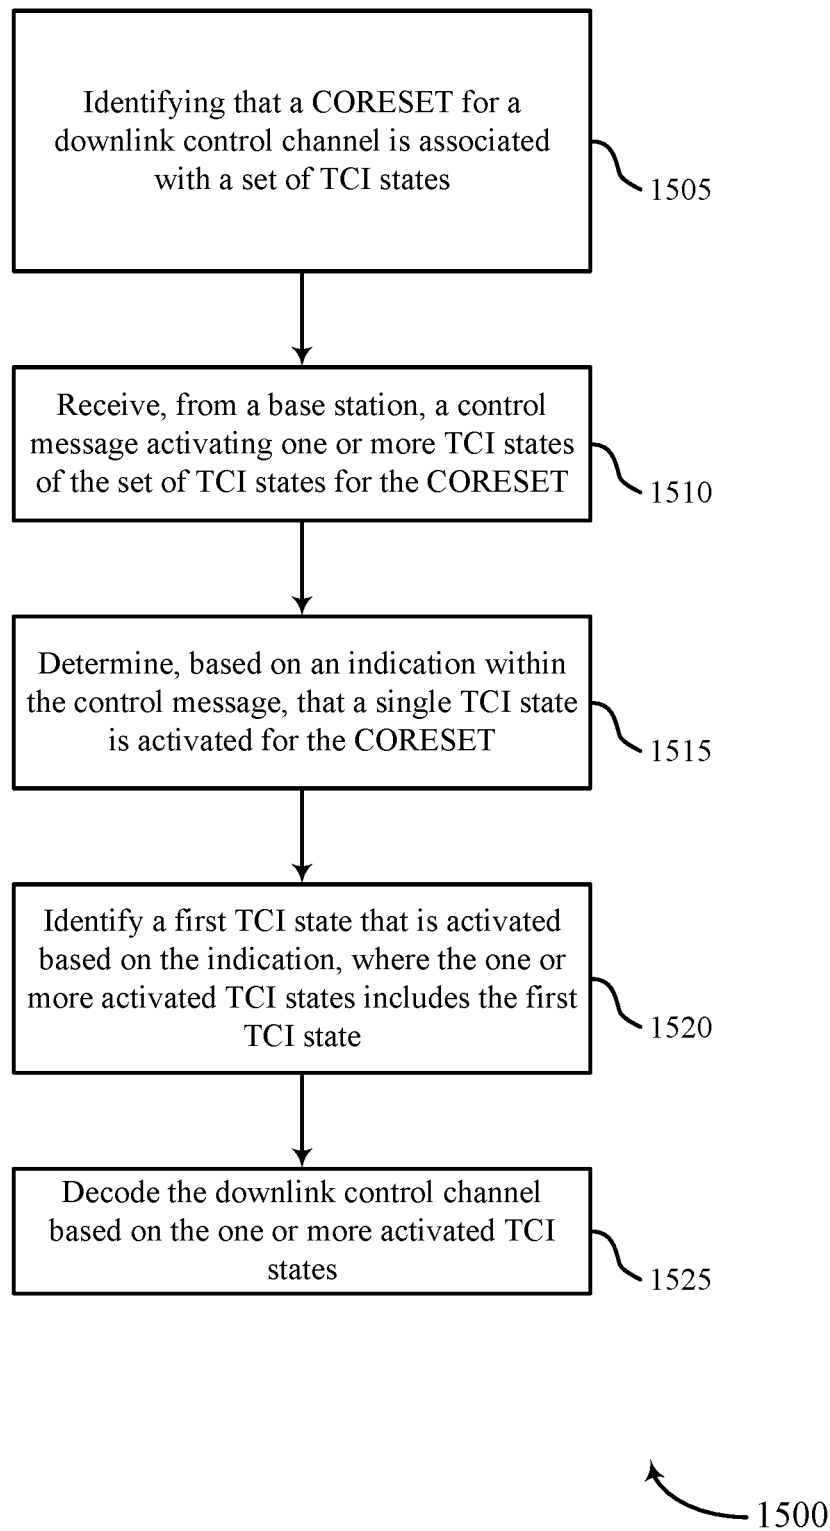 Identifying that a CORESET for a
downlink control channel is associated
with a set of TCI states
1505
Receive, from a base station, a control
message activating one or more TCI states
of the set of TCI states for the CORESET
1510
Determine, based on an indication within
the control message, that a single TCI state
is activated for the CORESET
1515
Identify a first TCI state that is activated
based on the indication, where the one or
more activated TCI states includes the first
TCI state
1520
Decode the downlink control channel
based on the one or more activated TCI
states
1525
1500